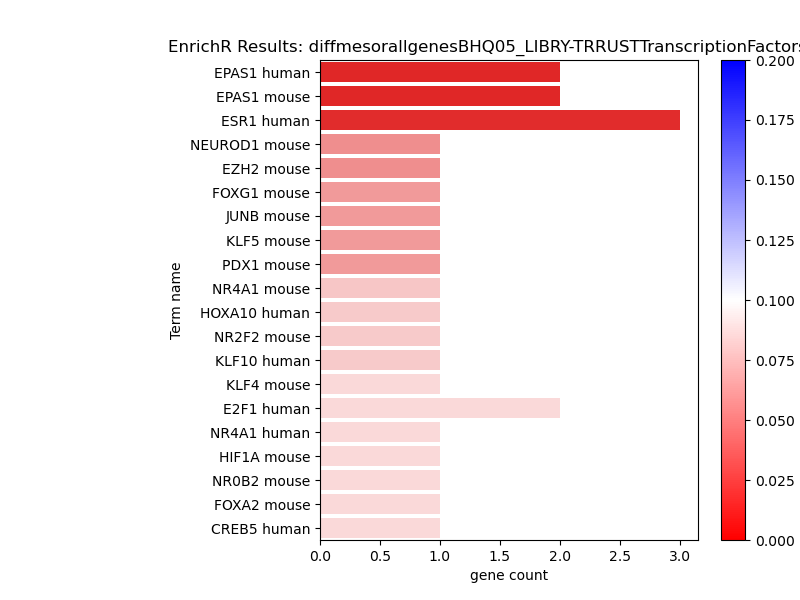 EnrichR Results: diffmesorallgenesBHQ05_LIBRY-TRRUSTTranscriptionFactors
EPAS1 human
EPAS1 mouse
ESR1 human
NEUROD1 mouse
EZH2 mouse
FOXG1 mouse
JUNB mouse
KLF5 mouse
PDX1 mouse
NR4A1 mouse
HOXA10 human
NR2F2 mouse
KLF10 human
KLF4 mouse
E2F1 human
NR4A1 human
HIF1A mouse
NR0B2 mouse
FOXA2 mouse
CREB5 human
Term name
0.0 0.5 1.0 1.5 2.0 2.5 3.0
gene count
0.200
0.175
0.150
0.125
0.100
0.075
0.050
0.025
0.000